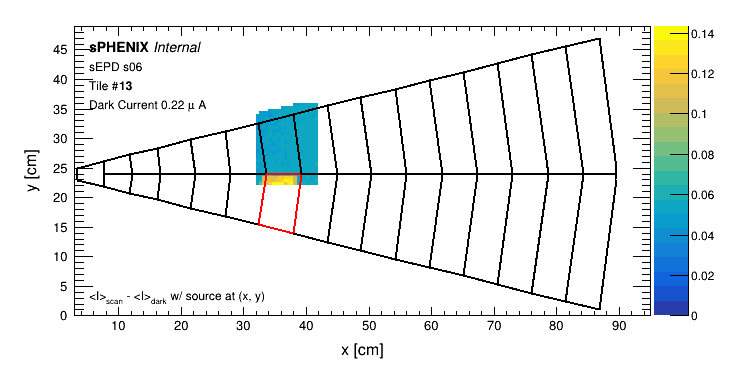 sPHENIX Internal
sEPD s06
Tile #13
Dark Current 0.22 μ A
<I>scan - <I>dark w/ source at (x, y)
y [cm]
45
40
35
30
25
20
15
10
5
0
10 20 30 40 50 60 70 80 90
x [cm]
0.14
0.12
0.1
0.08
0.06
0.04
0.02
0